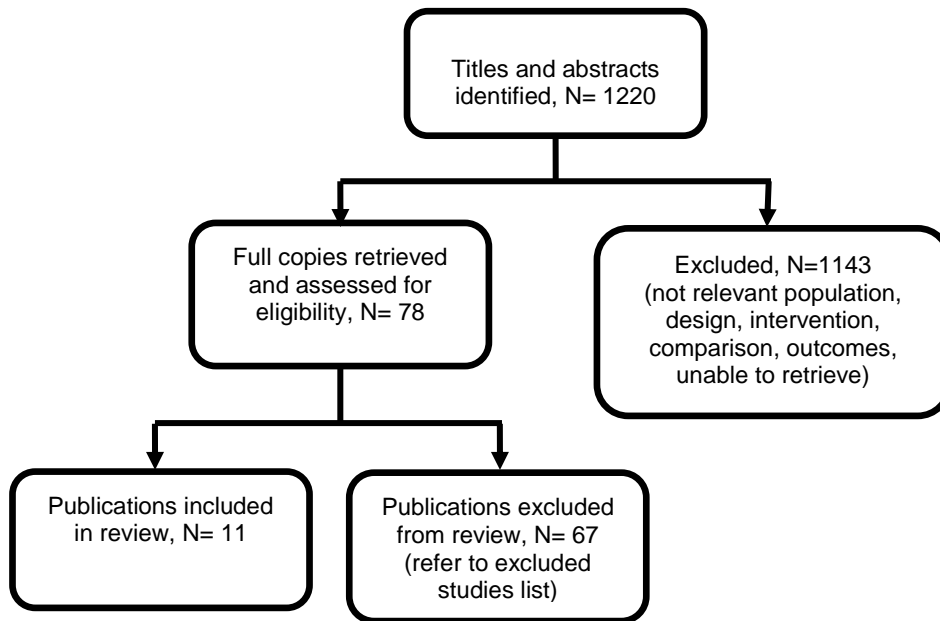 Titles and abstracts
identified, N= 1220
Full copies retrieved
and assessed for
eligibility, N= 78
Excluded, N=1143
(not relevant population,
design, intervention,
comparison, outcomes,
unable to retrieve)
Publications included
in review, N= 11
Publications excluded
from review, N= 67
(refer to excluded
studies list)